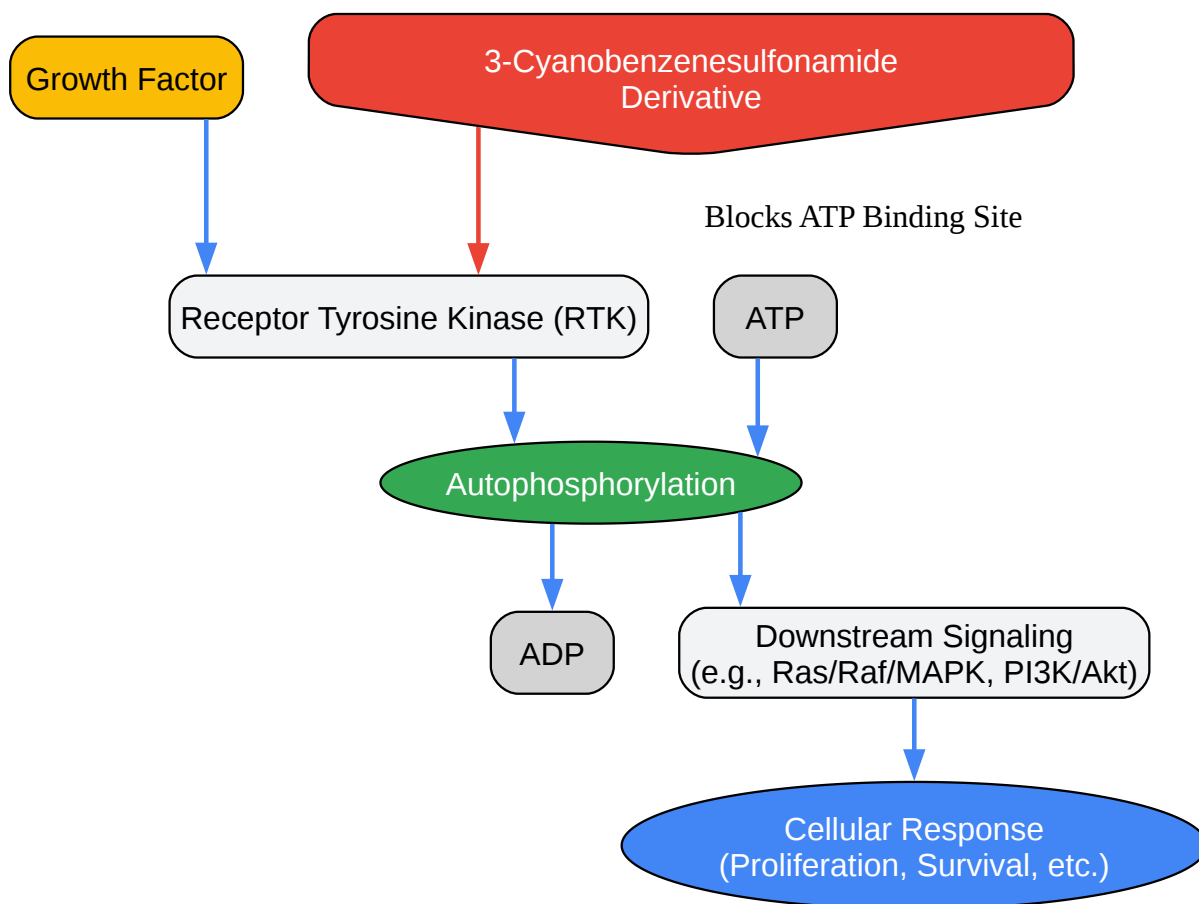 Growth Factor
3-Cyanobenzenesulfonamide
Derivative
Blocks ATP Binding Site
Receptor Tyrosine Kinase (RTK)
ATP
Autophosphorylation
ADP
Downstream Signaling
(e.g., Ras/Raf/MAPK, PI3K/Akt)
Cellular Response
(Proliferation, Survival, etc.)